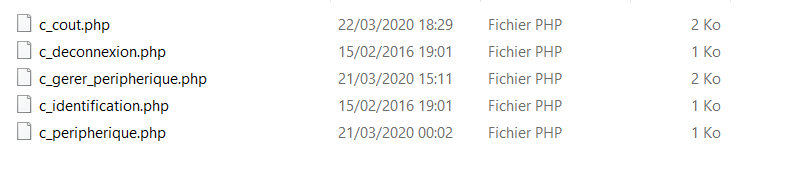 c_cout.php 22/03/2020 18:29 Fichier PHP 2 Ko
c_deconnexion.php 15/02/2016 19:01 Fichier PHP 1 Ko
c_gerer_peripherique.php 21/03/2020 15:11 Fichier PHP 2 Ko
c_identification.php 15/02/2016 19:01 Fichier PHP 1 Ko
c_peripherique.php 21/03/2020 00:02 Fichier PHP 1 Ko